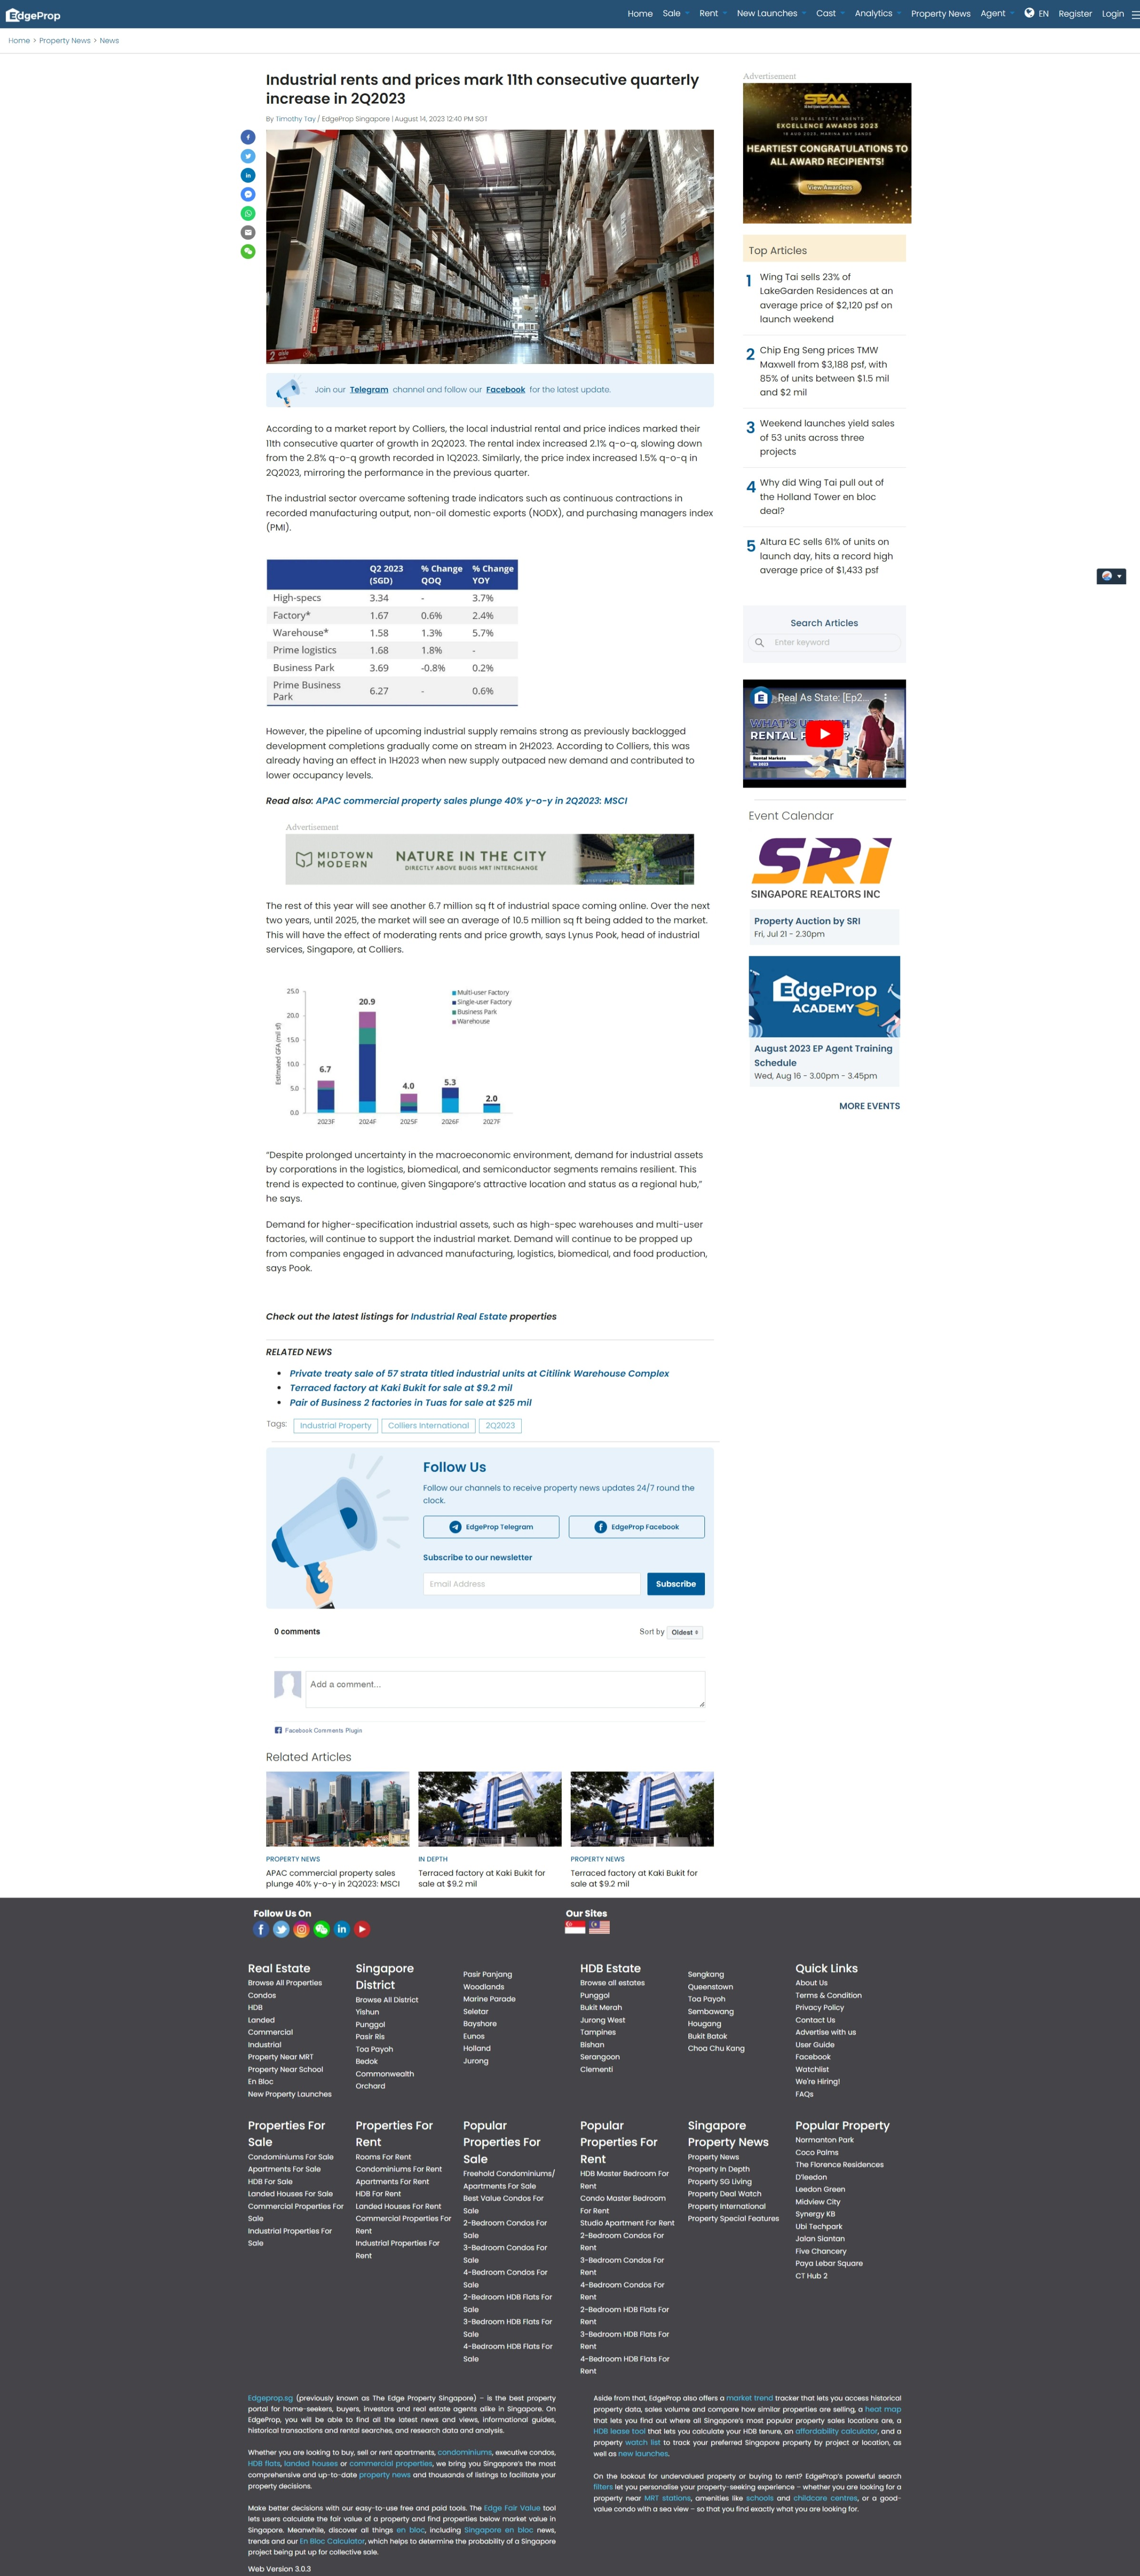 EdgeProp
Home Sale Rent New Launches Cast Analytics Property News Agent EN Register Login
Home > Property News > News
Industrial rents and prices mark 11th consecutive quarterly
increase in 2Q2023
By Timothy Tay / EdgeProp Singapore | August 14, 2023 12:40 PM SGT
Join our Telegram channel and follow our Facebook for the latest update.
According to a market report by Colliers, the local industrial rental and price indices marked their
11th consecutive quarter of growth in 2Q2023. The rental index increased 2.1% q-o-q, slowing down
from the 2.8% q-o-q growth recorded in 1Q2023. Similarly, the price index increased 1.5% q-o-q in
2Q2023, mirroring the performance in the previous quarter.
The industrial sector overcame softening trade indicators such as continuous contractions in
recorded manufacturing output, non-oil domestic exports (NODX), and purchasing managers index
(PMI).
Q2 2023 % Change % Change
(SGD) QOQ YOY
High-specs 3.34 - 3.7%
Factory* 1.67 0.6% 2.4%
Warehouse* 1.58 1.3% 5.7%
Prime logistics 1.68 1.8% -
Business Park 3.69 -0.8% 0.2%
Prime Business
Park 6.27 - 0.6%
However, the pipeline of upcoming industrial supply remains strong as previously backlogged
development completions gradually come on stream in 2H2023. According to Colliers, this was
already having an effect in 1H2023 when new supply outpaced new demand and contributed to
lower occupancy levels.
Read also: APAC commercial property sales plunge 40% y-o-y in 2Q2023: MSCI
Advertisement
MIDTOWN
MODERN
NATURE IN THE CITY
DIRECTLY ABOVE BUGIS MRT INTERCHANGE
The rest of this year will see another 6.7 million sq ft of industrial space coming online. Over the next
two years, until 2025, the market will see an average of 10.5 million sq ft being added to the market.
This will have the effect of moderating rents and price growth, says Lynus Pook, head of industrial
services, Singapore, at Colliers.
Estimated GFA (mil sf)
25.0
20.0
15.0
10.0
5.0
0.0
6.7
20.9
4.0
5.3
2.0
2023F 2024F 2025F 2026F 2027F
Multi-user Factory
Single-user Factory
Business Park
Warehouse
“Despite prolonged uncertainty in the macroeconomic environment, demand for industrial assets
by corporations in the logistics, biomedical, and semiconductor segments remains resilient. This
trend is expected to continue, given Singapore’s attractive location and status as a regional hub,”
he says.
Demand for higher-specification industrial assets, such as high-spec warehouses and multi-user
factories, will continue to support the industrial market. Demand will continue to be propped up
from companies engaged in advanced manufacturing, logistics, biomedical, and food production,
says Pook.
Check out the latest listings for Industrial Real Estate properties
RELATED NEWS
Private treaty sale of 57 strata titled industrial units at Citilink Warehouse Complex
Terraced factory at Kaki Bukit for sale at $9.2 mil
Pair of Business 2 factories in Tuas for sale at $25 mil
Tags: Industrial Property Colliers International 2Q2023
Follow Us
Follow our channels to receive property news updates 24/7 round the
clock.
EdgeProp Telegram EdgeProp Facebook
Subscribe to our newsletter
Email Address Subscribe
0 comments Sort by Oldest
Add a comment...
Facebook Comments Plugin
Related Articles
PROPERTY NEWS
APAC commercial property sales
plunge 40% y-o-y in 2Q2023: MSCI
IN DEPTH
Terraced factory at Kaki Bukit for
sale at $9.2 mil
PROPERTY NEWS
Terraced factory at Kaki Bukit for
sale at $9.2 mil
Advertisement
SEAA
SG REAL ESTATE AGENTS
EXCELLENCE AWARDS 2023
16 AUG 2023, MARINA BAY SANDS
HEARTIEST CONGRATULATIONS TO
ALL AWARD RECIPIENTS!
View Awardees
Top Articles
1 Wing Tai sells 23% of
LakeGarden Residences at an
average price of $2,120 psf on
launch weekend
2 Chip Eng Seng prices TMW
Maxwell from $3,188 psf, with
85% of units between $1.5 mil
and $2 mil
3 Weekend launches yield sales
of 53 units across three
projects
4 Why did Wing Tai pull out of
the Holland Tower en bloc
deal?
5 Altura EC sells 61% of units on
launch day, hits a record high
average price of $1,433 psf
Search Articles
Enter keyword
Real As State: [Ep2...
Rental Markets
in 2023
Event Calendar
SRI
SINGAPORE REALTORS INC
Property Auction by SRI
Fri, Jul 21 - 2.30pm
EdgeProp
ACADEMY
August 2023 EP Agent Training
Schedule
Wed, Aug 16 - 3.00pm - 3.45pm
MORE EVENTS
Follow Us On
Our Sites
Real Estate
Browse All Properties
Condos
HDB
Landed
Commercial
Industrial
Property Near MRT
Property Near School
En Bloc
New Property Launches
Singapore
District
Browse All District
Yishun
Punggol
Pasir Ris
Toa Payoh
Bedok
Commonwealth
Orchard
Pasir Panjang
Woodlands
Marine Parade
Seletar
Bayshore
Eunos
Holland
Jurong
HDB Estate
Browse all estates
Punggol
Bukit Merah
Jurong West
Tampines
Bishan
Serangoon
Clementi
Sengkang
Queenstown
Toa Payoh
Sembawang
Hougang
Bukit Batok
Choa Chu Kang
Quick Links
About Us
Terms & Condition
Privacy Policy
Contact Us
Advertise with us
User Guide
Facebook
Watchlist
We're Hiring!
FAQs
Properties For
Sale
Condominiums For Sale
Apartments For Sale
HDB For Sale
Landed Houses For Sale
Commercial Properties For
Sale
Industrial Properties For
Sale
Properties For
Rent
Rooms For Rent
Condominiums For Rent
Apartments For Rent
HDB For Rent
Landed Houses For Rent
Commercial Properties For
Rent
Industrial Properties For
Rent
Popular
Properties For
Sale
Freehold Condominiums/
Apartments For Sale
Best Value Condos For
Sale
2-Bedroom Condos For
Sale
3-Bedroom Condos For
Sale
4-Bedroom Condos For
Sale
2-Bedroom HDB Flats For
Sale
3-Bedroom HDB Flats For
Sale
4-Bedroom HDB Flats For
Sale
Popular
Properties For
Rent
HDB Master Bedroom For
Rent
Condo Master Bedroom
For Rent
Studio Apartment For Rent
2-Bedroom Condos For
Rent
3-Bedroom Condos For
Rent
4-Bedroom Condos For
Rent
2-Bedroom HDB Flats For
Rent
3-Bedroom HDB Flats For
Rent
4-Bedroom HDB Flats For
Rent
Singapore
Property News
Property News
Property In Depth
Property SG Living
Property Deal Watch
Property International
Property Special Features
Popular Property
Normanton Park
Coco Palms
The Florence Residences
D'leedon
Leedon Green
Midview City
Synergy KB
Ubi Techpark
Jalan Siantan
Five Chancery
Paya Lebar Square
CT Hub 2
Edgeprop.sg (previously known as The Edge Property Singapore) – is the best property
portal for home-seekers, buyers, investors and real estate agents alike in Singapore. On
EdgeProp, you will be able to find all the latest news and views, informational guides,
historical transactions and rental searches, and research data and analysis.
Whether you are looking to buy, sell or rent apartments, condominiums, executive condos,
HDB flats, landed houses or commercial properties, we bring you Singapore's the most
comprehensive and up-to-date property news and thousands of listings to facilitate your
property decisions.
Make better decisions with our easy-to-use free and paid tools. The Edge Fair Value tool
lets users calculate the fair value of a property and find properties below market value in
Singapore. Meanwhile, discover all things en bloc, including Singapore en bloc news,
trends and our En Bloc Calculator, which helps to determine the probability of a Singapore
project being put up for collective sale.
Web Version 3.0.3
Aside from that, EdgeProp also offers a market trend tracker that lets you access historical
property data, sales volume and compare how similar properties are selling, a heat map
that lets you find out where all Singapore's most popular property sales locations are, a
HDB lease tool that lets you calculate your HDB tenure, an affordability calculator, and a
property watch list to track your preferred Singapore property by project or location, as
well as new launches.
On the lookout for undervalued property or buying to rent? EdgeProp's powerful search
filters let you personalise your property-seeking experience – whether you are looking for a
property near MRT stations, amenities like schools and childcare centres, or a good-
value condo with a sea view – so that you find exactly what you are looking for.